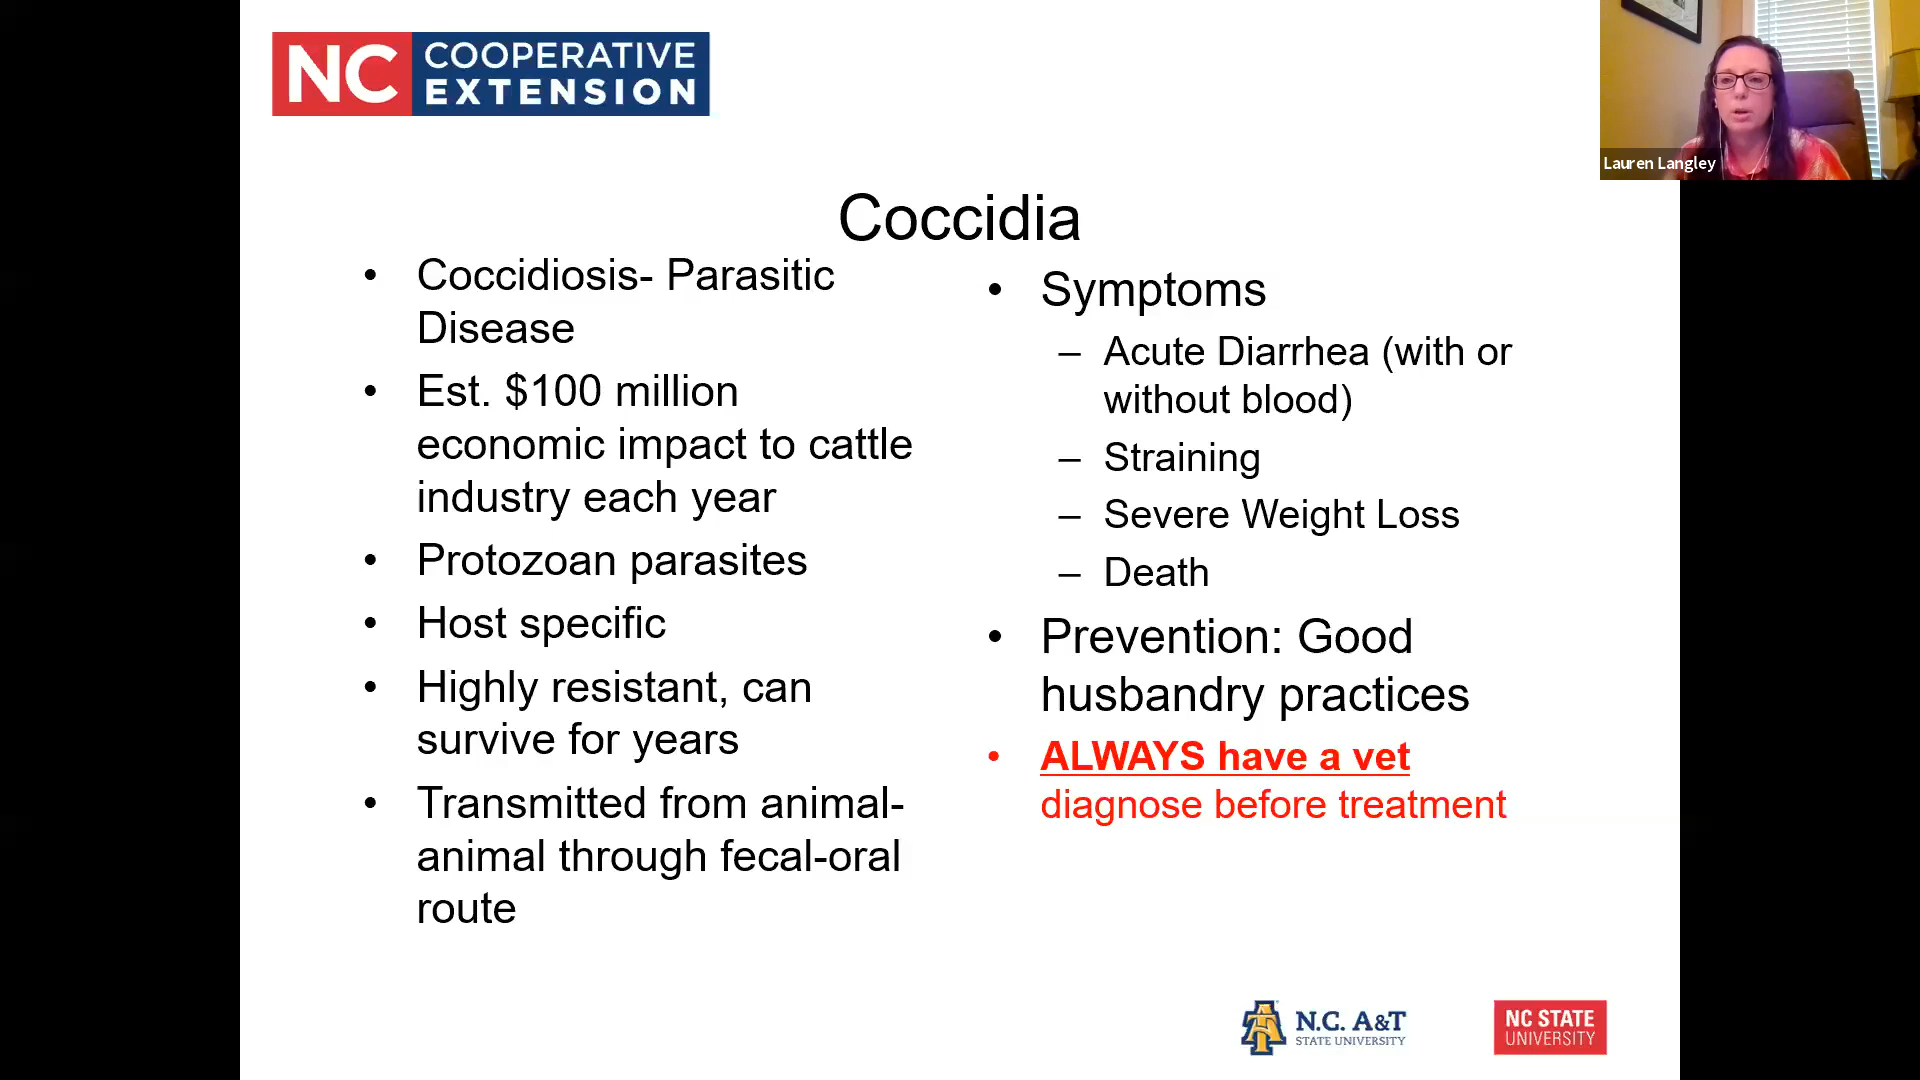 NC COOPERATIVE
EXTENSION
Lauren Langley
Coccidia
• Coccidiosis- Parasitic
Disease
• Est. $100 million
economic impact to cattle
industry each year
• Protozoan parasites
• Host specific
• Highly resistant, can
survive for years
• Transmitted from animal-
animal through fecal-oral
route
• Symptoms
– Acute Diarrhea (with or
without blood)
– Straining
– Severe Weight Loss
– Death
• Prevention: Good
husbandry practices
• ALWAYS have a vet
diagnose before treatment
AT
N.C. A&T
STATE UNIVERSITY
NC STATE
UNIVERSITY